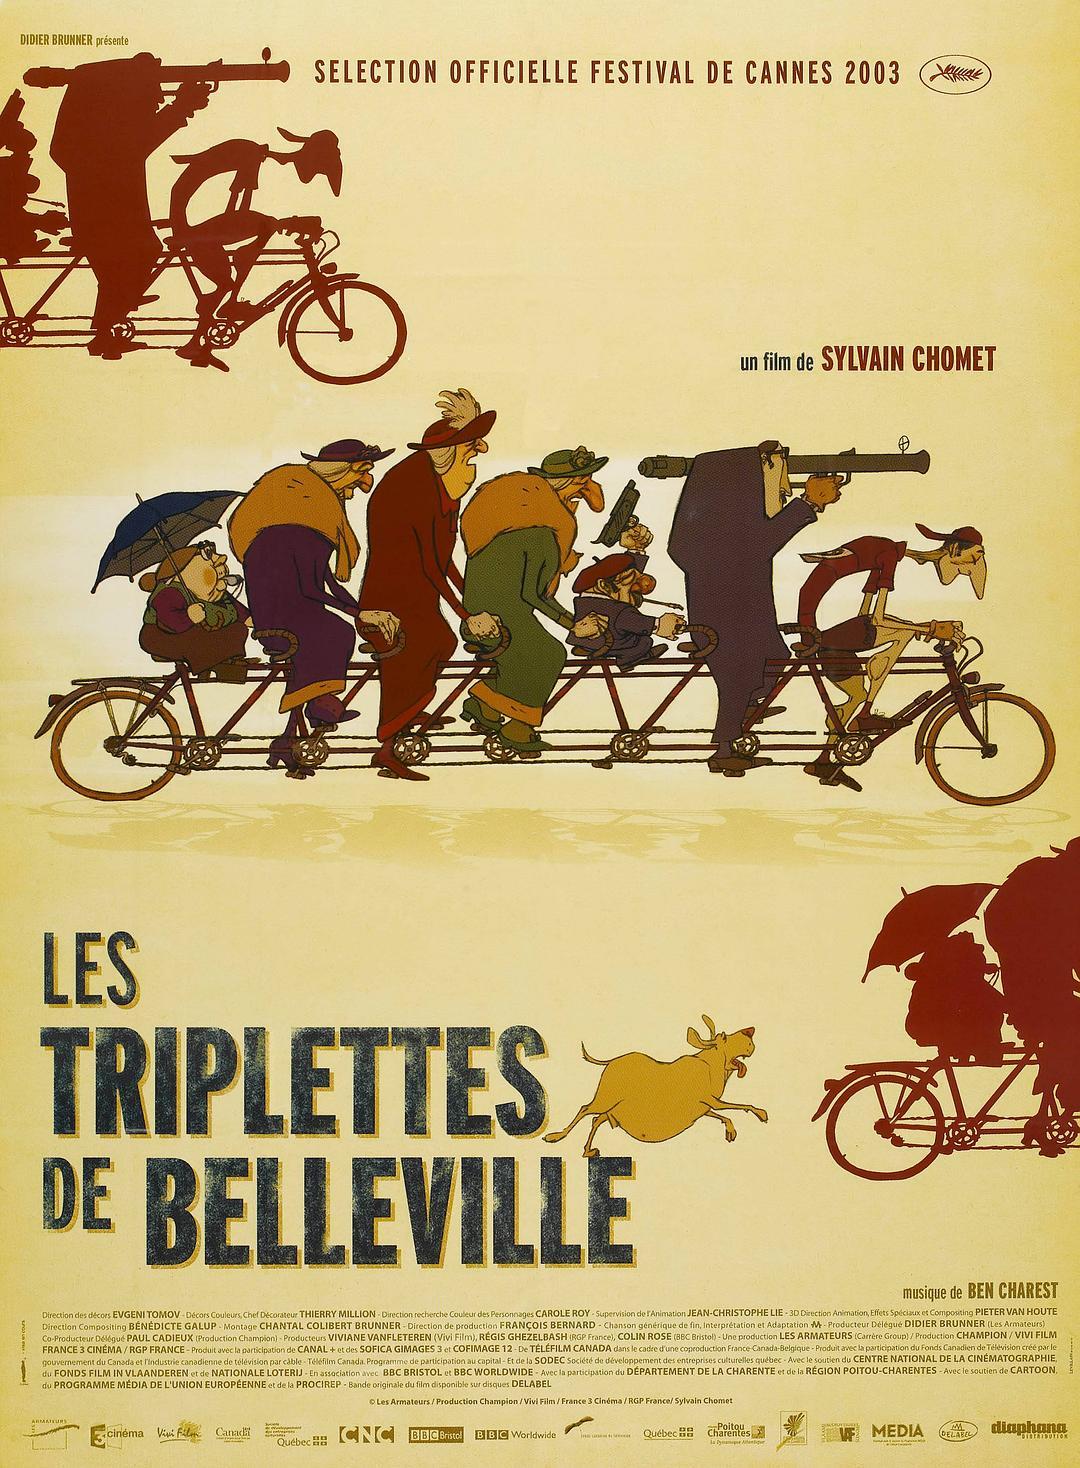 DIDIER BRUNNER présente
SELECTION OFFICIELLE FESTIVAL DE CANNES 2003
un film de SYLVAIN CHOMET
LES
TRIPLETTES
DE BELLEVILLE
musique de BEN CHAREST
Direction des décors EVGENI TOMOV - Décors Couleurs, Chef Décorateur THIERRY MILLION - Direction recherche Couleur des Personnages CAROLE ROY - Supervision de l'Animation JEAN-CHRISTOPHE LIE - 3D Direction Animation, Effets Spéciaux et Compositing PIETER VAN HOUTE
Direction Compositing BÉNÉDICTE GALUP - Montage CHANTAL COLIBERT BRUNNER - Direction de production FRANÇOIS BERNARD - Chanson générique de fin, Interprétation et Adaptation -M- - Producteur Délégué DIDIER BRUNNER (Les Armateurs)
Co-Producteur Délégué PAUL CADIEUX (Production Champion) - Producteurs VIVIANE VANFLETEREN (Vivi Film), RÉGIS GHEZELBASH (RGP France), COLIN ROSE (BBC Bristol) - Une production LES ARMATEURS (Carrère Group) / Production CHAMPION / VIVI FILM
FRANCE 3 CINÉMA / RGP FRANCE - Produit avec la participation de CANAL + et des SOFICA GIMAGES 3 et COFIMAGE 12 - De TÉLÉFILM CANADA dans le cadre d'une coproduction France-Canada-Belgique - Produit avec la participation du Fonds Canadien de Télévision créé par le
gouvernement du Canada et l'Industrie canadienne de télévision par câble - Téléfilm Canada. Programme de participation au capital - Et de la SODEC Société de développement des entreprises culturelles québec - Avec le soutien du CENTRE NATIONAL DE LA CINÉMATOGRAPHIE,
du FONDS FILM IN VLAANDEREN et de NATIONALE LOTERIJ - En association avec BBC BRISTOL et BBC WORLDWIDE - Avec la participation du DÉPARTEMENT DE LA CHARENTE et de la RÉGION POITOU-CHARENTES - Avec le soutien de CARTOON,
du PROGRAMME MÉDIA DE L'UNION EUROPÉENNE et de la PROCIREP - Bande originale du film disponible sur disques DELABEL
© Les Armateurs / Production Champion / Vivi Film / France 3 Cinéma / RGP France / Sylvain Chomet
LES ARMATEURS
3 cinéma
Vivi Film
Canada
Québec
CNC
BBC Bristol
BBC Worldwide
Québec
Poitou Charentes
La Dynamique Atlantique
VAF
MEDIA
DELABEL
diaphana
DISTRIBUTION